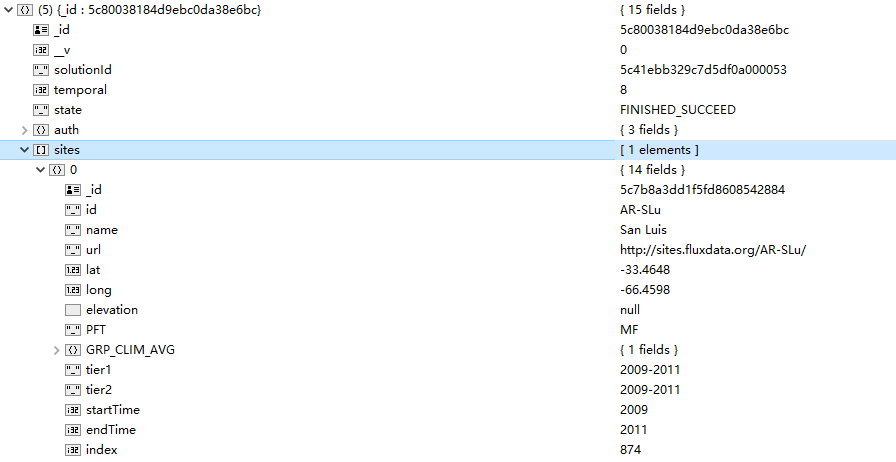 (5) {_id : 5c80038184d9ebc0da38e6bc} { 15 fields }
_id 5c80038184d9ebc0da38e6bc
__v 0
solutionId 5c41ebb329c7d5df0a000053
temporal 8
state FINISHED_SUCCEED
auth { 3 fields }
sites [ 1 elements ]
0 { 14 fields }
_id 5c7b8a3dd1f5fd8608542884
id AR-SLu
name San Luis
url http://sites.fluxdata.org/AR-SLu/
lat -33.4648
long -66.4598
elevation null
PFT MF
GRP_CLIM_AVG { 1 fields }
tier1 2009-2011
tier2 2009-2011
startTime 2009
endTime 2011
index 874